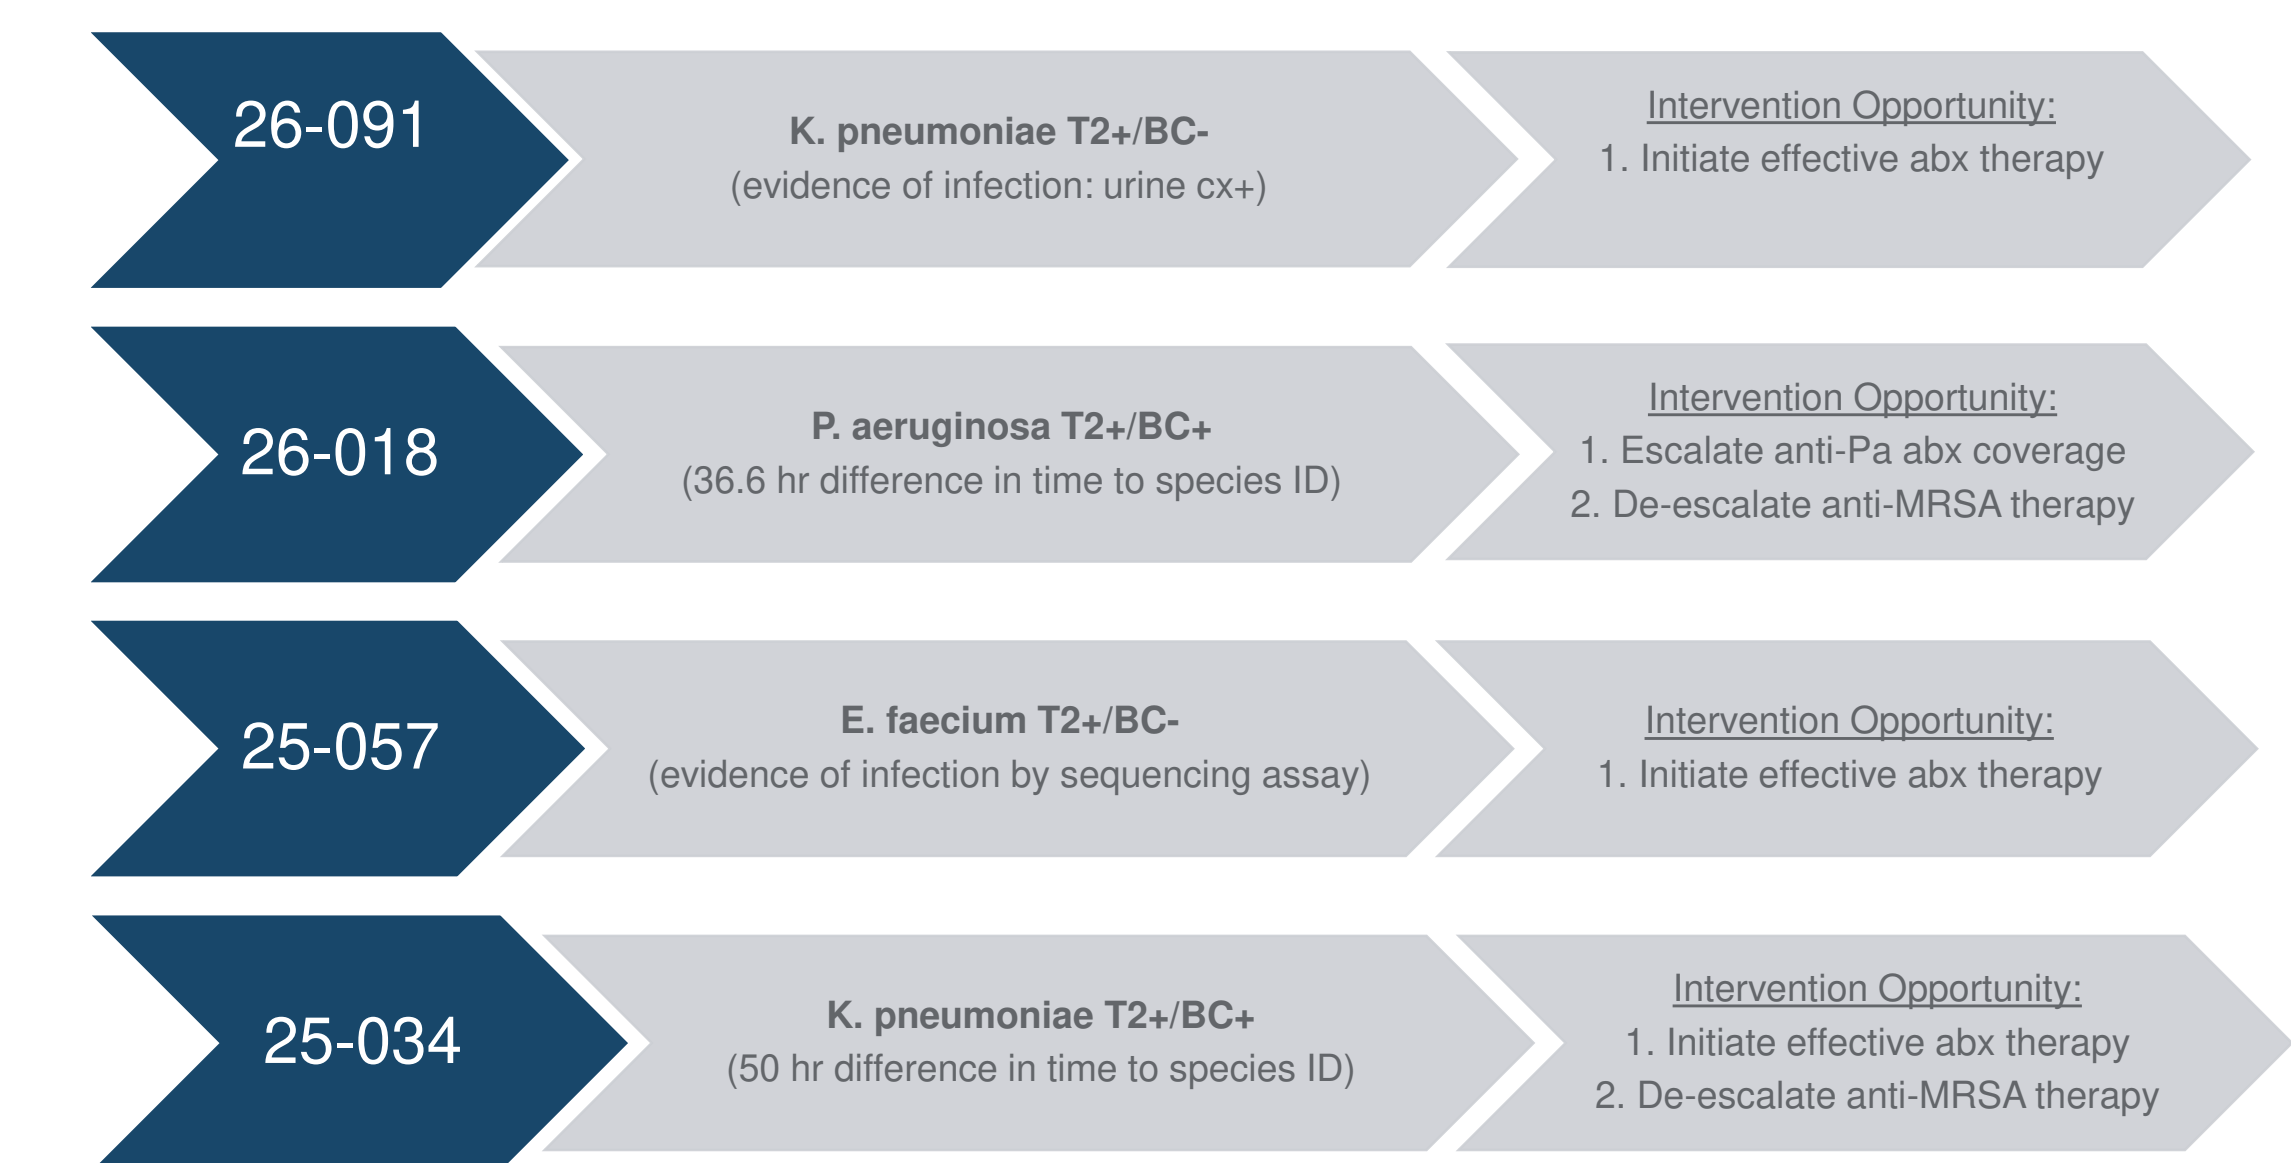 26-091
K. pneumoniae T2+/BC-
(evidence of infection: urine cx+)
Intervention Opportunity:
1. Initiate effective abx therapy
26-018
P. aeruginosa T2+/BC+
(36.6 hr difference in time to species ID)
Intervention Opportunity:
1. Escalate anti-Pa abx coverage
2. De-escalate anti-MRSA therapy
25-057
E. faecium T2+/BC-
(evidence of infection by sequencing assay)
Intervention Opportunity:
1. Initiate effective abx therapy
25-034
K. pneumoniae T2+/BC+
(50 hr difference in time to species ID)
Intervention Opportunity:
1. Initiate effective abx therapy
2. De-escalate anti-MRSA therapy